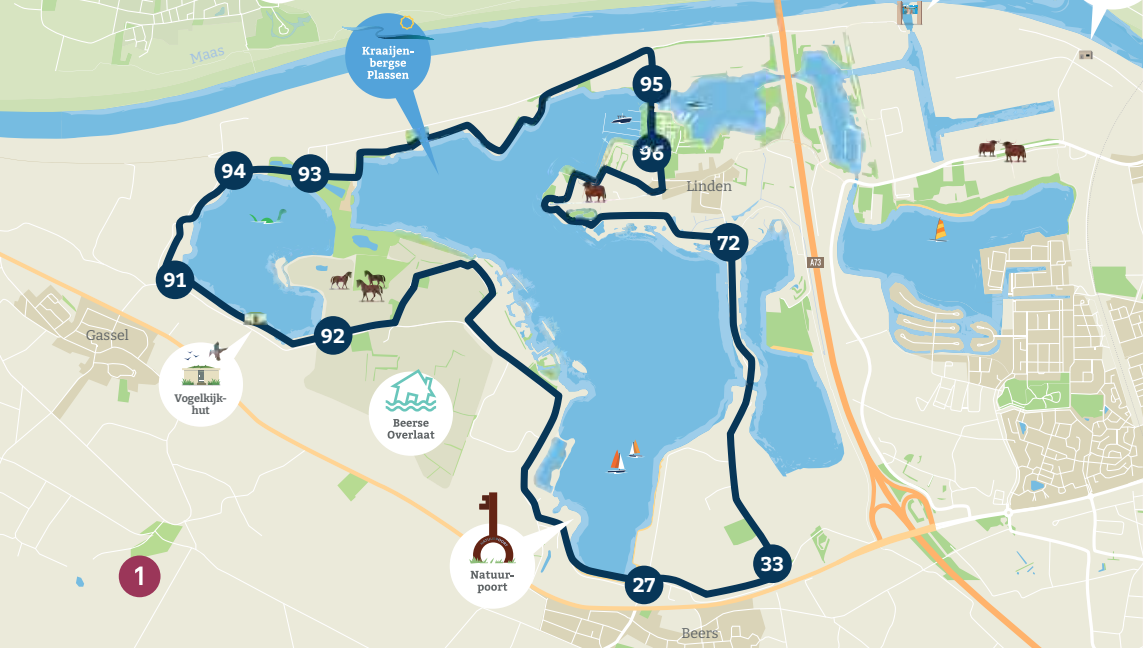 Maas
Kraaijen-
bergse
Plassen
95
96
94
93
Linden
72
A73
91
Gassel
92
Vogelkijk-
hut
Beerse
Overlaat
Natuur-
poort
1
27
33
Beers